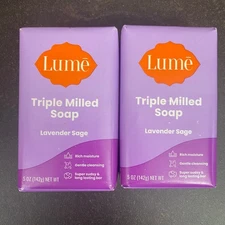 Lumē
Triple Milled
Soap
Lavender Sage
Rich moisture
Gentle cleansing
Super sudsy &
long lasting bar
5 OZ (142g) NET WT
Lumē
Triple Milled
Soap
Lavender Sage
Rich moisture
Gentle cleansing
Super sudsy &
long lasting bar
5 OZ (142g) NET WT